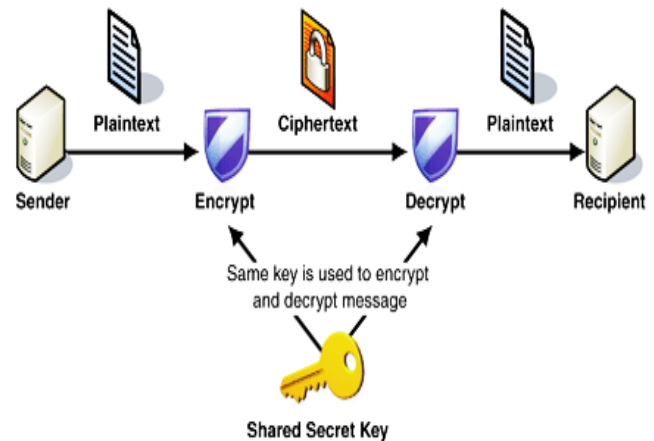 Plaintext
Ciphertext
Plaintext
Sender
Encrypt
Decrypt
Recipient
Same key is used to encrypt
and decrypt message
Shared Secret Key